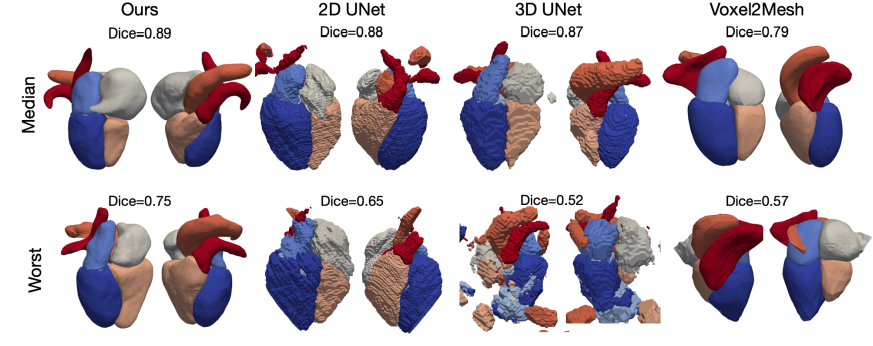 Ours 2D UNet 3D UNet Voxel2Mesh
Dice=0.89 Dice=0.88 Dice=0.87 Dice=0.79
Median
Dice=0.75 Dice=0.65 Dice=0.52 Dice=0.57
Worst